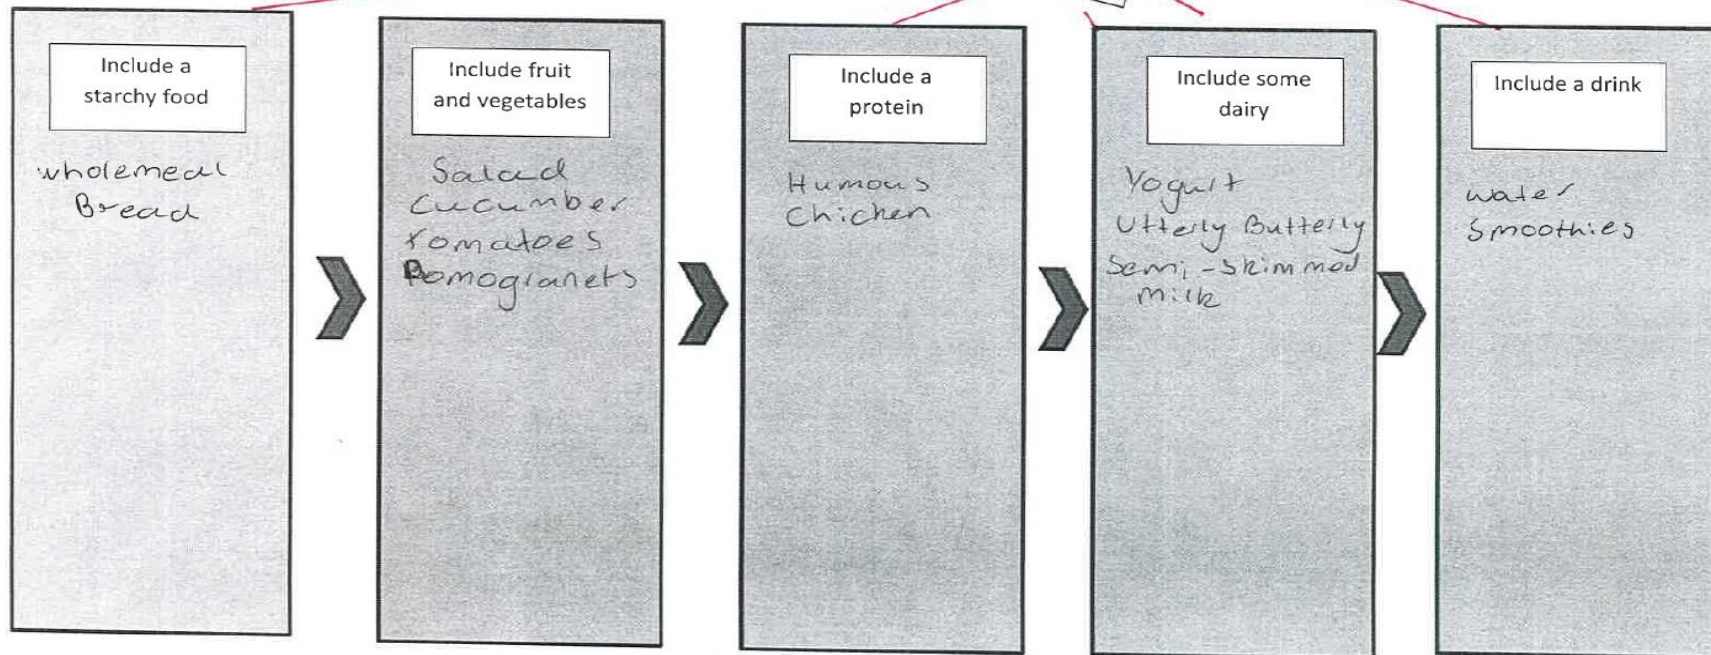 Include a
starchy food
wholemeal
Bread
Include fruit
and vegetables
Salad
Cucumber
tomatoes
Pomogranets
Include a
protein
Humous
Chicken
Include some
dairy
Yogurt
Utterly Butterly
Semi-skimmed
milk
Include a drink
water
Smoothies